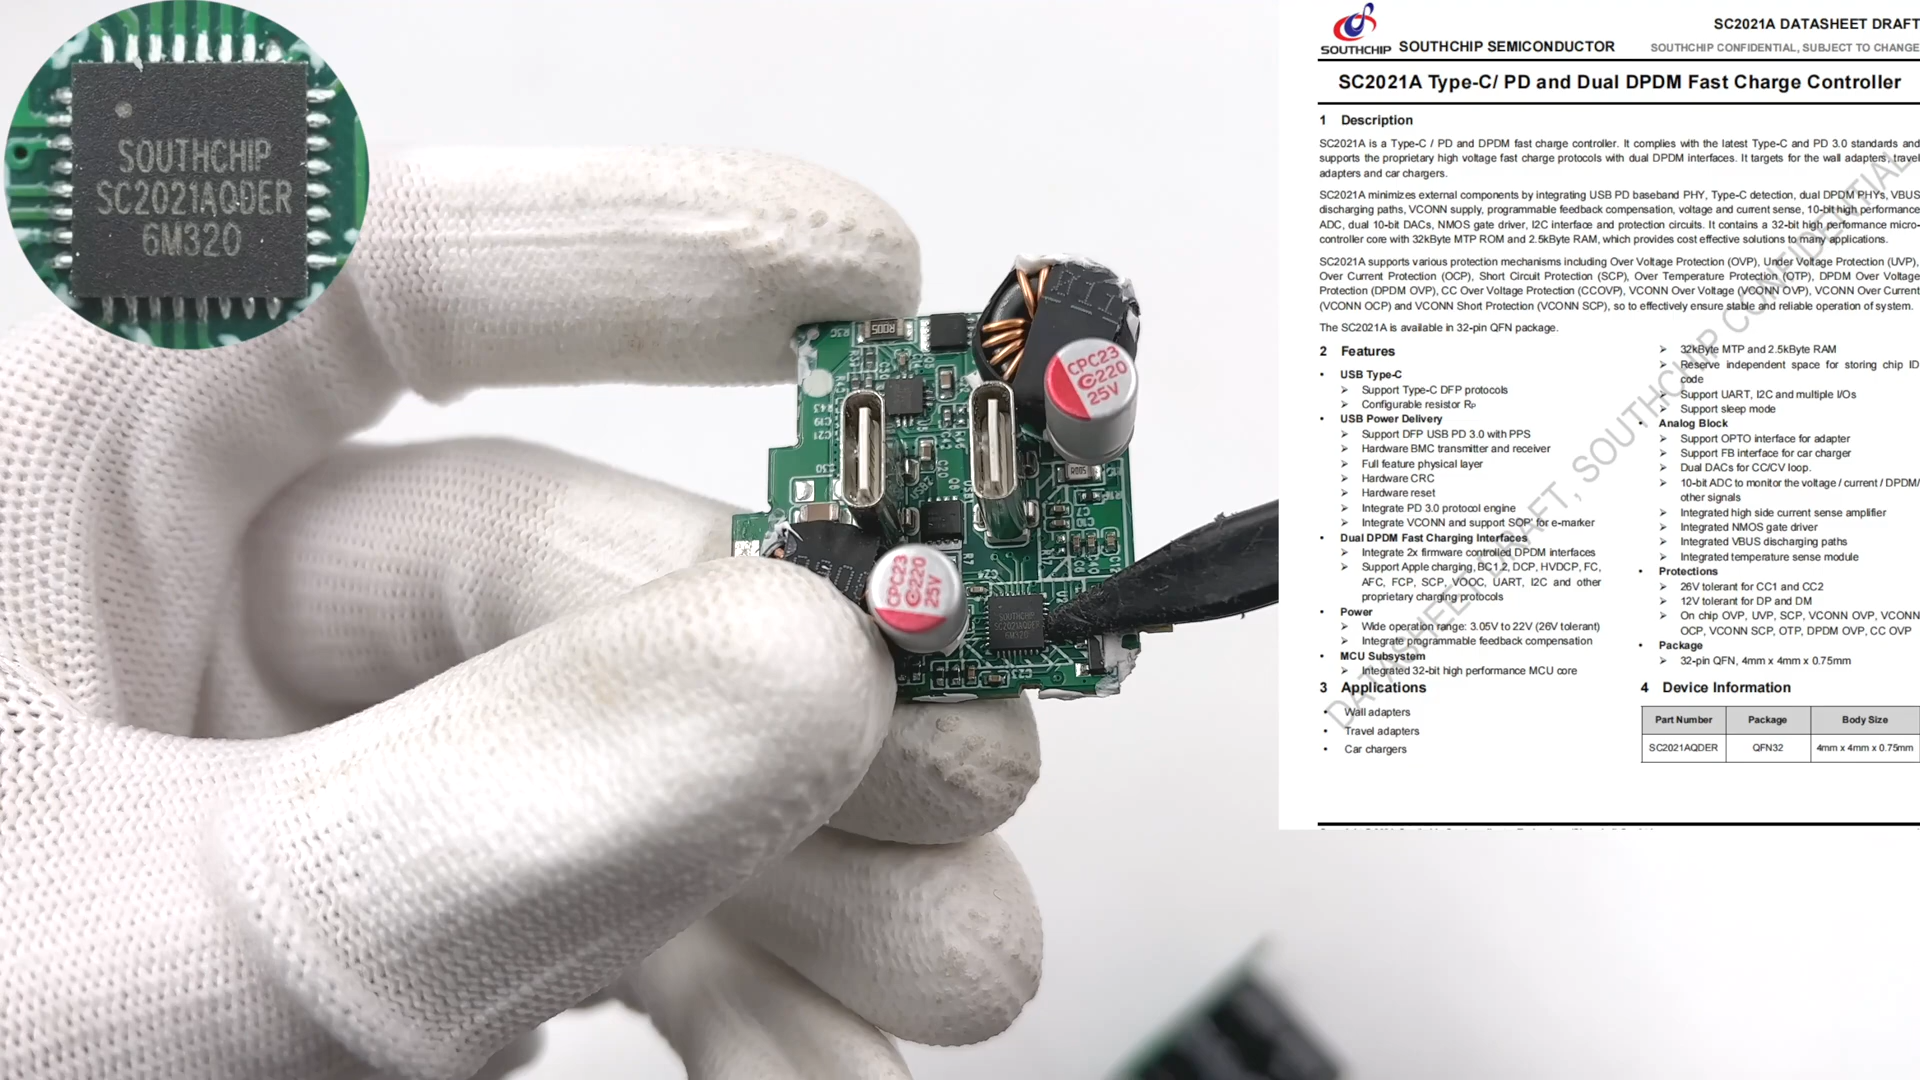 SOUTHCHIP
SC2021AQDER
6M320
SOUTHCHIP SOUTHCHIP SEMICONDUCTOR
SC2021A DATASHEET DRAFT
SOUTHCHIP CONFIDENTIAL, SUBJECT TO CHANGE
SC2021A Type-C/ PD and Dual DPDM Fast Charge Controller
1 Description
SC2021A is a Type-C / PD and DPDM fast charge controller. It complies with the latest Type-C and PD 3.0 standards and
supports the proprietary high voltage fast charge protocols with dual DPDM interfaces. It targets for the wall adapters, travel
adapters and car chargers.
SC2021A minimizes external components by integrating USB PD baseband PHY, Type-C detection, dual DPDM PHYs, VBUS
discharging paths, VCONN supply, programmable feedback compensation, voltage and current sense, 10-bit high performance
ADC, dual 10-bit DACs, NMOS gate driver, I2C interface and protection circuits. It contains a 32-bit high performance micro-
controller core with 32kByte MTP ROM and 2.5kByte RAM, which provides cost effective solutions to many applications.
SC2021A supports various protection mechanisms including Over Voltage Protection (OVP), Under Voltage Protection (UVP),
Over Current Protection (OCP), Short Circuit Protection (SCP), Over Temperature Protection (OTP), DPDM Over Voltage
Protection (DPDM OVP), CC Over Voltage Protection (CCOVP), VCONN Over Voltage (VCONN OVP), VCONN Over Current
(VCONN OCP) and VCONN Short Protection (VCONN SCP), so to effectively ensure stable and reliable operation of system.
The SC2021A is available in 32-pin QFN package.
2 Features
• USB Type-C
➢ Support Type-C DFP protocols
➢ Configurable resistor RP
• USB Power Delivery
➢ Support DFP USB PD 3.0 with PPS
➢ Hardware BMC transmitter and receiver
➢ Full feature physical layer
➢ Hardware CRC
➢ Hardware reset
➢ Integrate PD 3.0 protocol engine
➢ Integrate VCONN and support SOP' for e-marker
• Dual DPDM Fast Charging Interfaces
➢ Integrate 2x firmware controlled DPDM interfaces
➢ Support Apple charging, BC1.2, DCP, HVDCP, FC,
AFC, FCP, SCP, VOOC, UART, I2C and other
proprietary charging protocols
• Power
➢ Wide operation range: 3.05V to 22V (26V tolerant)
➢ Integrate programmable feedback compensation
• MCU Subsystem
➢ Integrated 32-bit high performance MCU core
➢ 32kByte MTP and 2.5kByte RAM
➢ Reserve independent space for storing chip ID
code
➢ Support UART, I2C and multiple I/Os
➢ Support sleep mode
• Analog Block
➢ Support OPTO interface for adapter
➢ Support FB interface for car charger
➢ Dual DACs for CC/CV loop.
➢ 10-bit ADC to monitor the voltage / current / DPDM/
other signals
➢ Integrated high side current sense amplifier
➢ Integrated NMOS gate driver
➢ Integrated VBUS discharging paths
➢ Integrated temperature sense module
• Protections
➢ 26V tolerant for CC1 and CC2
➢ 12V tolerant for DP and DM
➢ On chip OVP, UVP, SCP, VCONN OVP, VCONN
OCP, VCONN SCP, OTP, DPDM OVP, CC OVP
• Package
➢ 32-pin QFN, 4mm x 4mm x 0.75mm
3 Applications
• Wall adapters
• Travel adapters
• Car chargers
4 Device Information
Part Number Package Body Size
SC2021AQDER QFN32 4mm x 4mm x 0.75mm
DATASHEET DRAFT, SOUTHCHIP CONFIDENTIAL
R005
CPC23
220
25V
R005
CPC23
220
25V
R43
C19
C21
SOUTHCHIP
SC2021AQDER
6M320